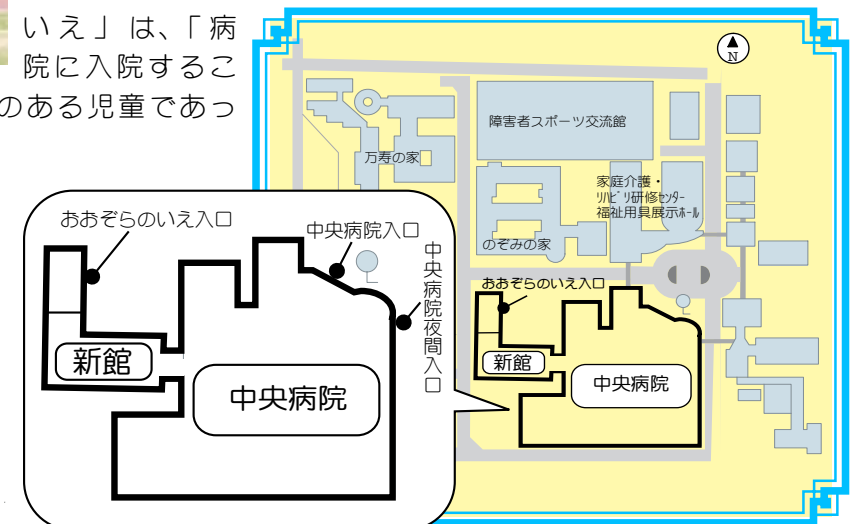 いえ」は、「病
院に入院するこ
のある児童であっ
N
障害者スポーツ交流館
万寿の家
家庭介護・
ﾘﾊﾋﾞﾘ研修ｾﾝﾀｰ
福祉用具展示ﾎｰﾙ
のぞみの家
おおぞらのいえ入口
新館
中央病院
おおぞらのいえ入口
中央病院入口
中央病院夜間入口
新館
中央病院